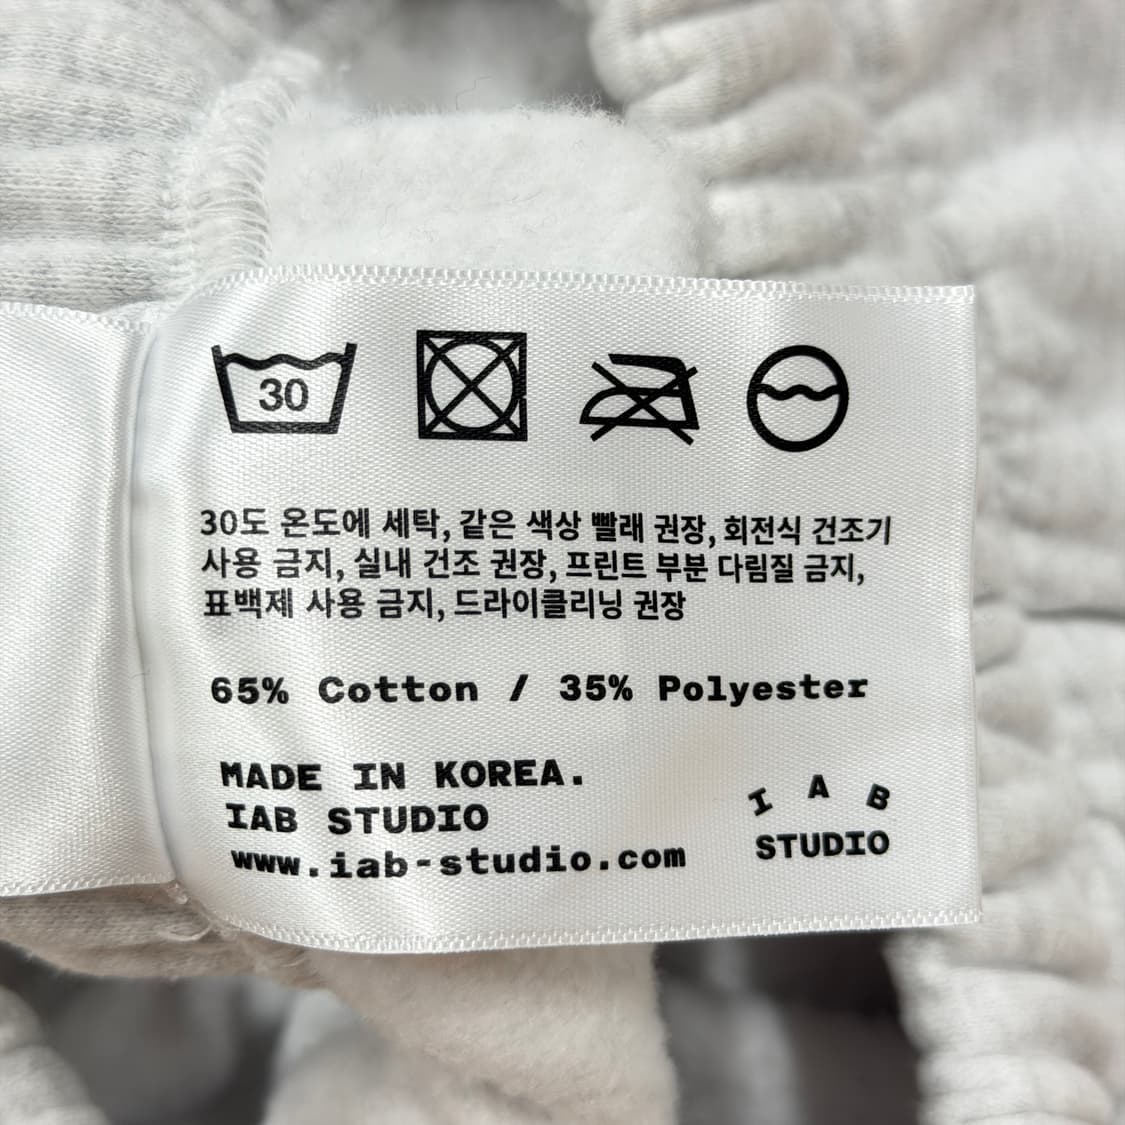 30
30도 온도에 세탁, 같은 색상 빨래 권장, 회전식 건조기
사용 금지, 실내 건조 권장, 프린트 부분 다림질 금지,
표백제 사용 금지, 드라이클리닝 권장
65% Cotton / 35% Polyester
MADE IN KOREA.
IAB STUDIO
www.iab-studio.com
I A B
STUDIO